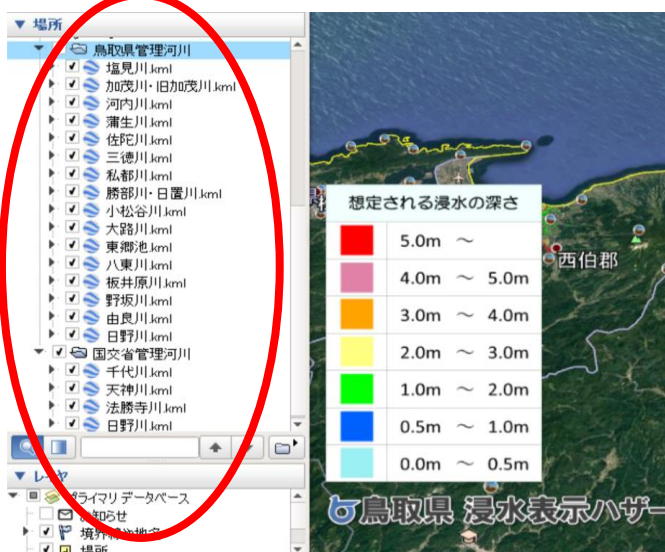 場所
鳥取県管理河川
塩見川.kml
加茂川・旧加茂川.kml
河内川.kml
蒲生川.kml
佐陀川.kml
三徳川.kml
私都川.kml
勝部川・日置川.kml
小松谷川.kml
大路川.kml
東郷池.kml
八東川.kml
板井原川.kml
野坂川.kml
由良川.kml
日野川.kml
国交省管理河川
千代川.kml
天神川.kml
法勝寺川.kml
日野川.kml
レイヤ
プライマリ データベース
お知らせ
境界線や地名
場所
想定される浸水の深さ
5.0m ～
4.0m ～ 5.0m
3.0m ～ 4.0m
2.0m ～ 3.0m
1.0m ～ 2.0m
0.5m ～ 1.0m
0.0m ～ 0.5m
西伯郡
鳥取県 浸水表示ハザー